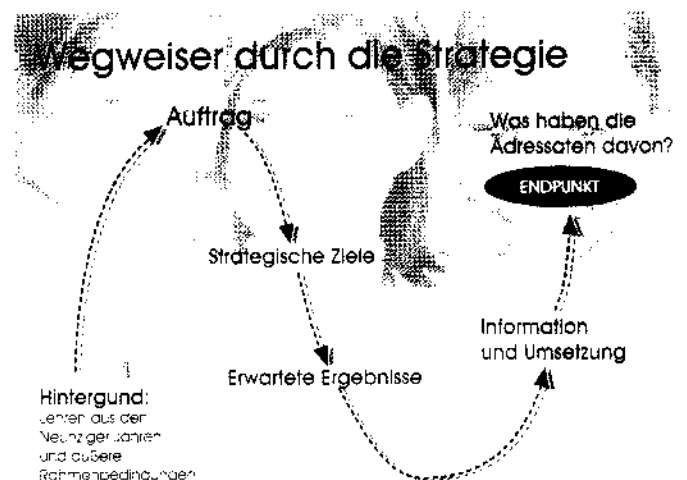 Wegweiser durch die Strategie
Auftrag
Was haben die
Adressaten davon?
ENDPUNKT
Strategische Ziele
Information
und Umsetzung
Erwartete Ergebnisse
Hintergund:
Lehren aus den
Neunziger Jahren
und äußere
Rahmenbedingungen